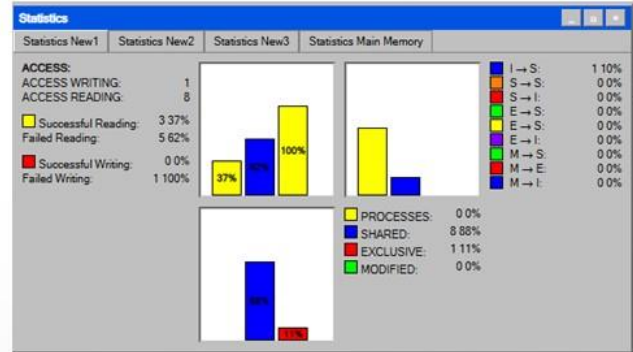 Statistics
Statistics New1 Statistics New2 Statistics New3 Statistics Main Memory
ACCESS:
ACCESS WRITING: 1
ACCESS READING: 8
Successful Reading: 3 37%
Failed Reading: 5 62%
Successful Writing: 0 0%
Failed Writing: 1 100%
37%
100%
I → S: 1 10%
S → S: 0 0%
S → I: 0 0%
E → S: 0 0%
E → S: 0 0%
E → I: 0 0%
M → S: 0 0%
M → E: 0 0%
M → I: 0 0%
PROCESSES: 0 0%
SHARED: 8 88%
EXCLUSIVE: 1 11%
MODIFIED: 0 0%
88%
11%